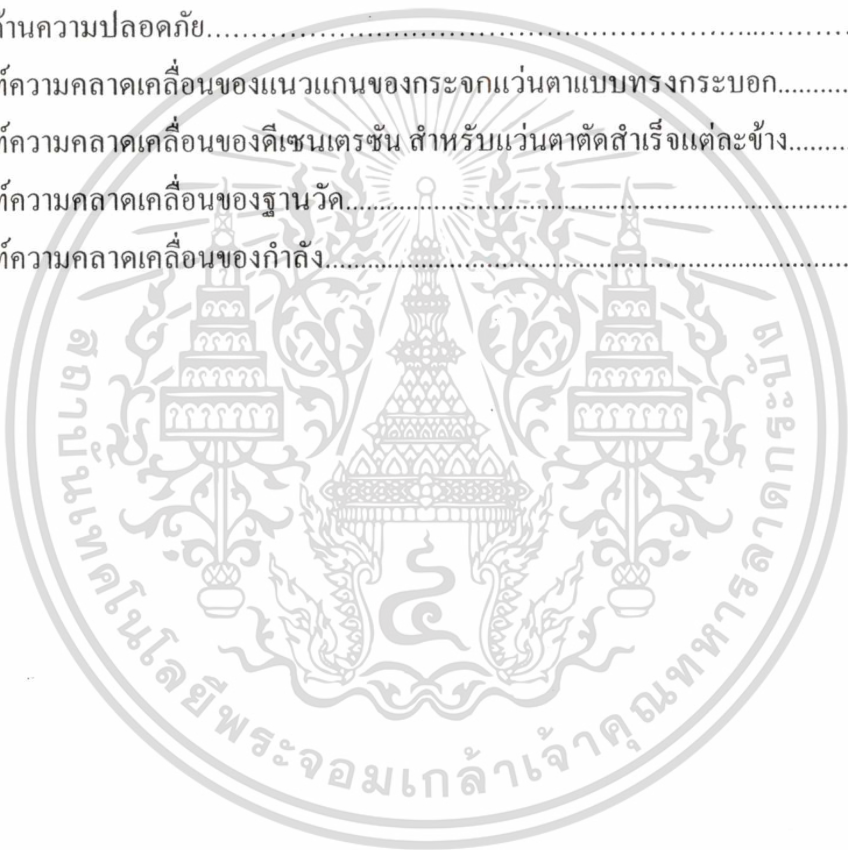 ด้านความปลอดภัย
ความคลาดเคลื่อนของแนวแกนของกระจกแว่นตาแบบทรงกระบอก
ความคลาดเคลื่อนของดีเซนเตรชัน สำหรับแว่นตาตัดสำเร็จแต่ละข้าง
ความคลาดเคลื่อนของฐานวัด
ความคลาดเคลื่อนของกำลัง
สถาบันเทคโนโลยีพระจอมเกล้าเจ้าคุณทหารลาดกระบัง